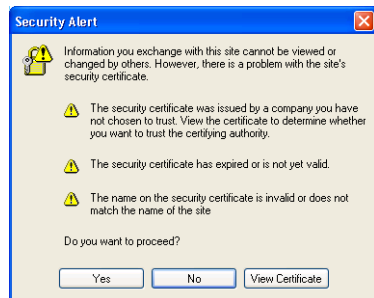 Security Alert
Information you exchange with this site cannot be viewed or
changed by others. However, there is a problem with the site's
security certificate.
The security certificate was issued by a company you have
not chosen to trust. View the certificate to determine whether
you want to trust the certifying authority.
The security certificate has expired or is not yet valid.
The name on the security certificate is invalid or does not
match the name of the site
Do you want to proceed?
Yes No View Certificate